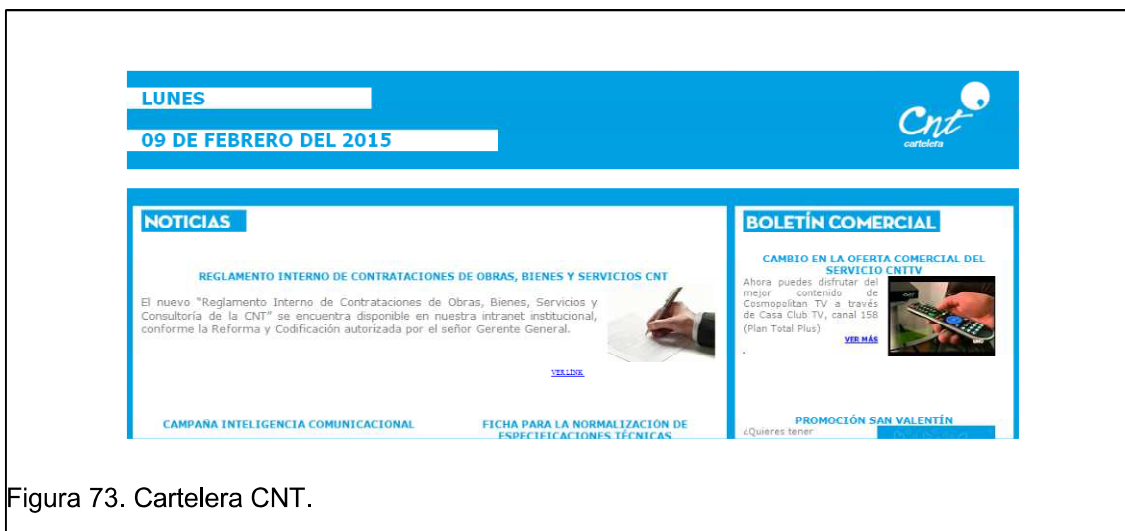 LUNES
09 DE FEBRERO DEL 2015
Cnt
cartelera
NOTICIAS
REGLAMENTO INTERNO DE CONTRATACIONES DE OBRAS, BIENES Y SERVICIOS CNT
El nuevo "Reglamento Interno de Contrataciones de Obras, Bienes, Servicios y
Consultoría de la CNT" se encuentra disponible en nuestra intranet institucional,
conforme la Reforma y Codificación autorizada por el señor Gerente General.
VER LINK
CAMPAÑA INTELIGENCIA COMUNICACIONAL
FICHA PARA LA NORMALIZACIÓN DE
ESPECIFICACIONES TÉCNICAS
BOLETÍN COMERCIAL
CAMBIO EN LA OFERTA COMERCIAL DEL
SERVICIO CNTTV
Ahora puedes disfrutar del
mejor contenido de
Cosmopolitan TV a través
de Casa Club TV, canal 158
(Plan Total Plus)
VER MÁS
.
PROMOCIÓN SAN VALENTÍN
¿Quieres tener
Figura 73. Cartelera CNT.